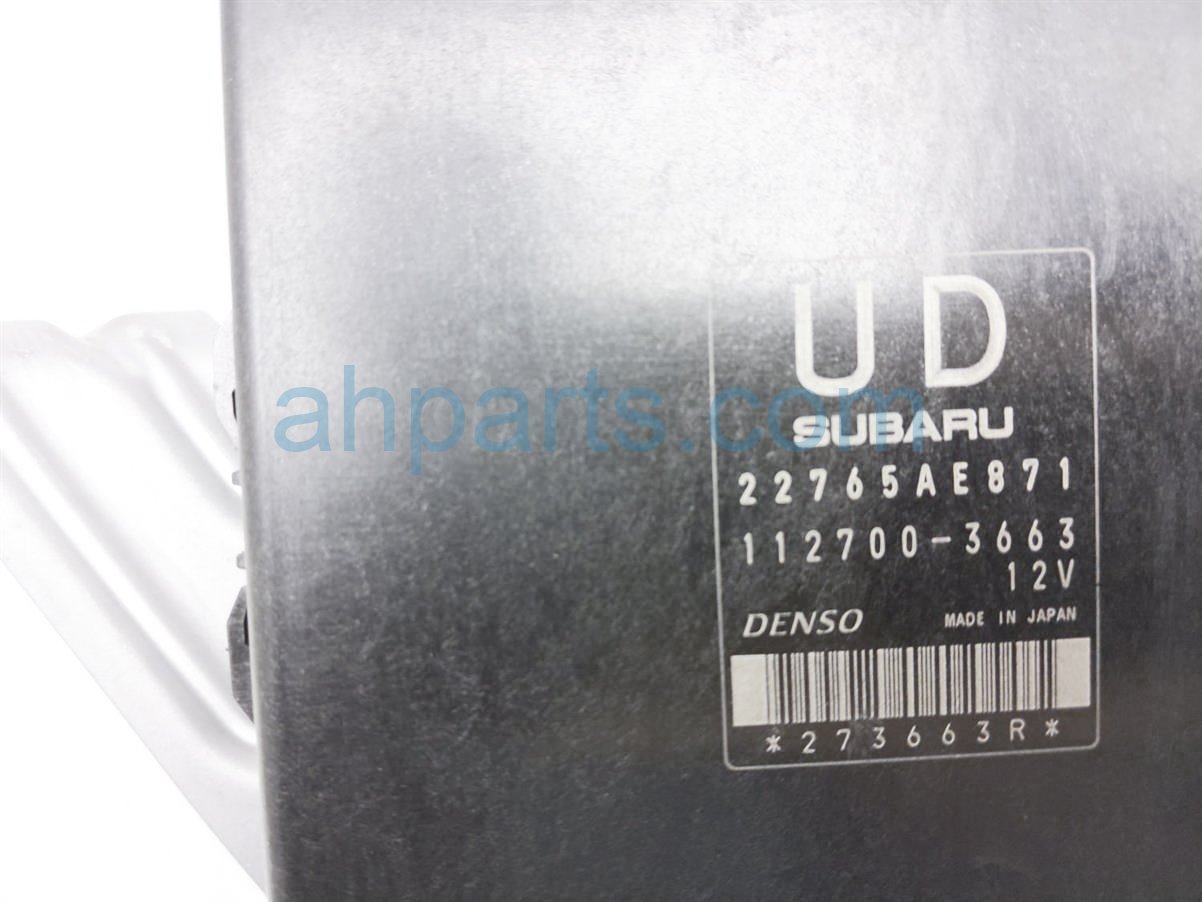 UD
SUBARU
ahparts.com
22765AE871
112700-3663
12V
DENSO MADE IN JAPAN
*273663R*